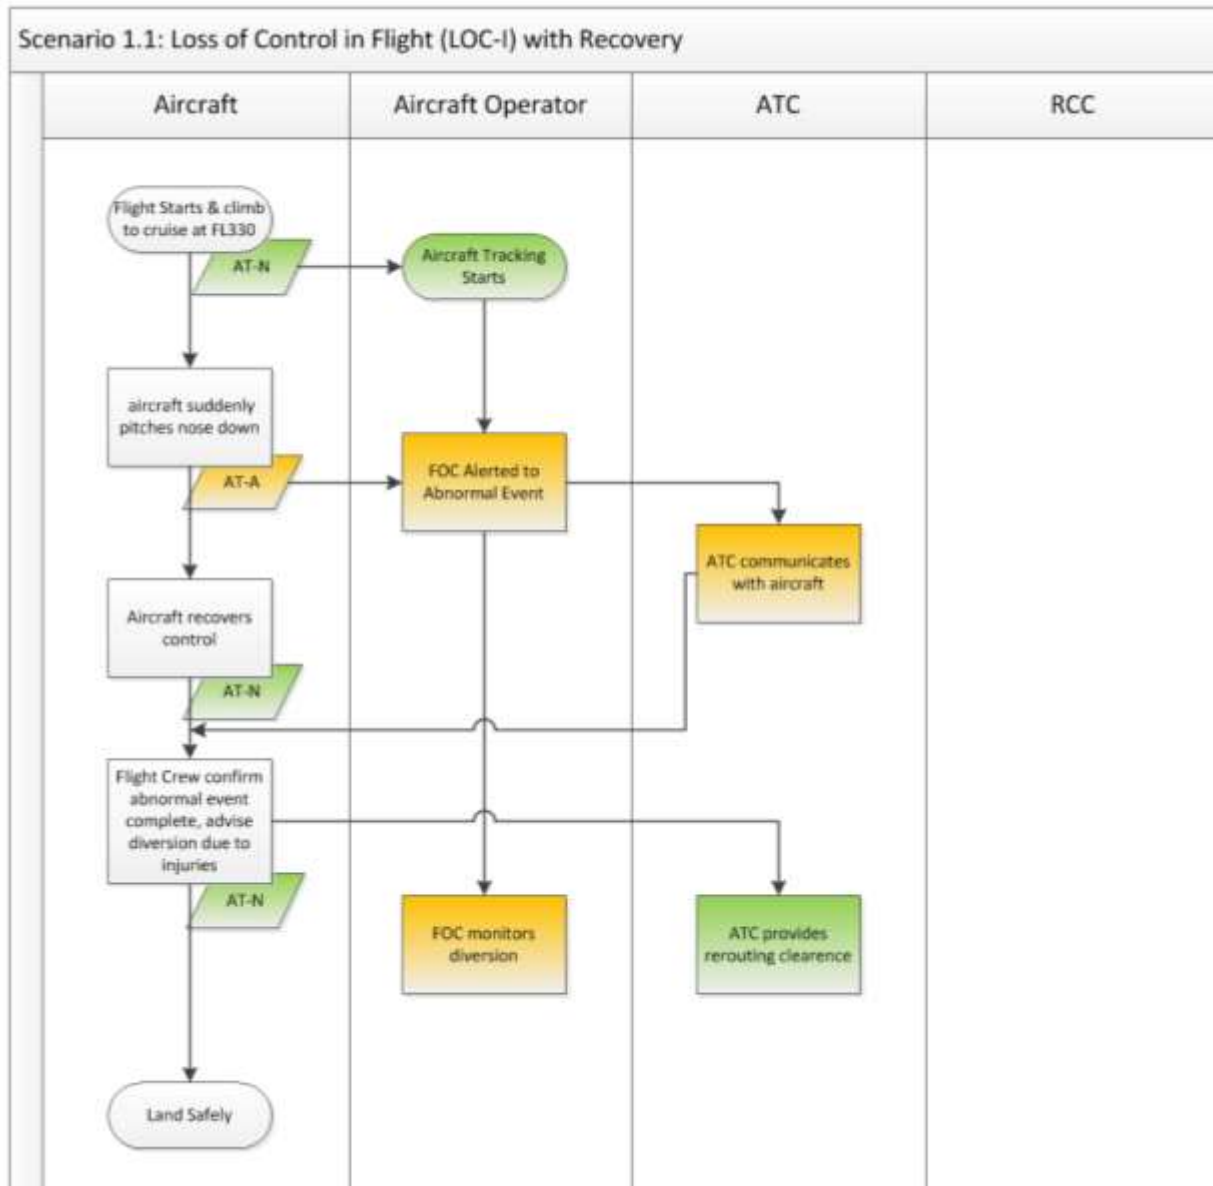 Scenario 1.1: Loss of Control in Flight (LOC-I) with Recovery
Aircraft
Aircraft Operator
ATC
RCC
Flight Starts & climb
to cruise at FL330
AT-N
Aircraft Tracking
Starts
aircraft suddenly
pitches nose down
AT-A
FOC Alerted to
Abnormal Event
ATC communicates
with aircraft
Aircraft recovers
control
AT-N
Flight Crew confirm
abnormal event
complete, advise
diversion due to
injuries
AT-N
FOC monitors
diversion
ATC provides
rerouting clearence
Land Safely